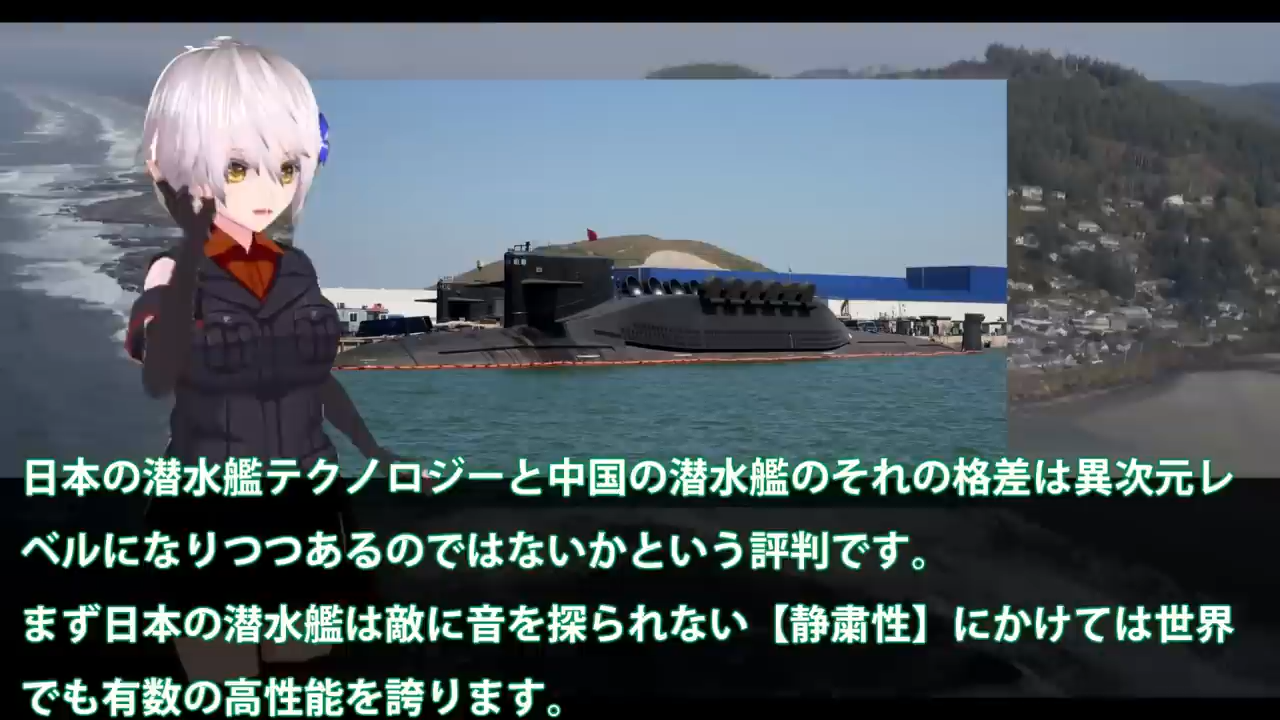 日本の潜水艦テクノロジーと中国の潜水艦のそれの格差は異次元レ
ベルになりつつあるのではないかという評判です。
まず日本の潜水艦は敵に音を探られない【静粛性】にかけては世界
でも有数の高性能を誇ります。